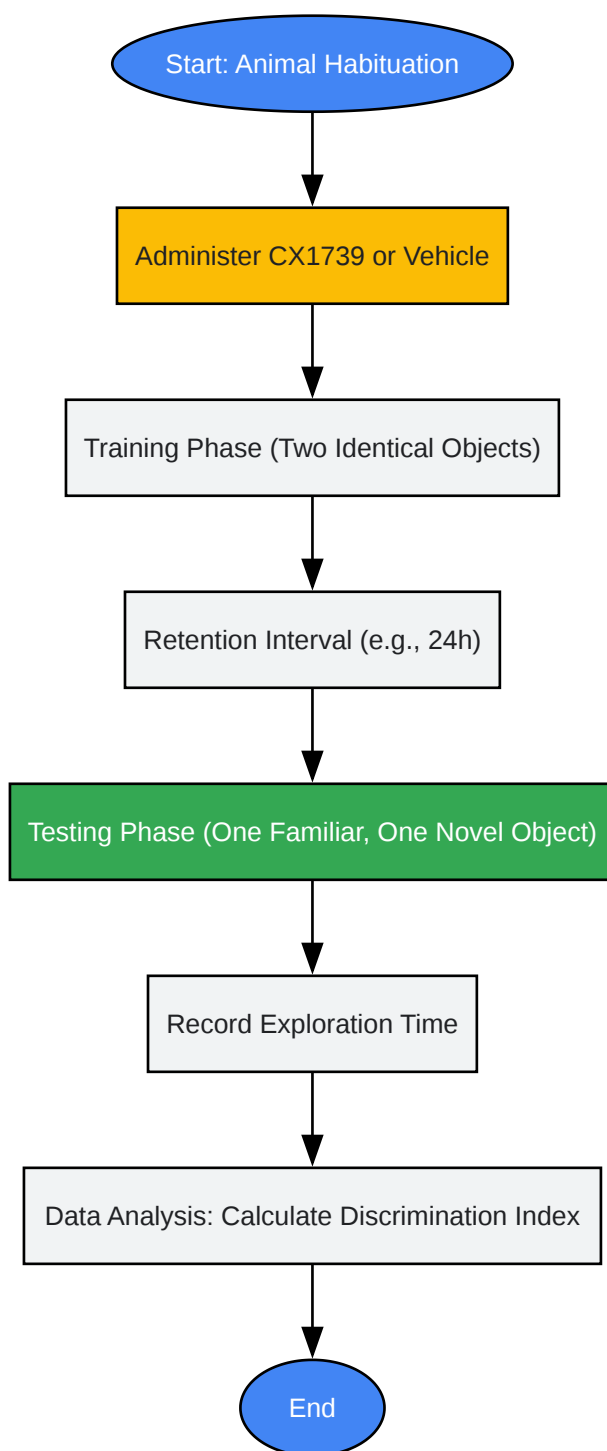 Start: Animal Habituation
Administer CX1739 or Vehicle
Training Phase (Two Identical Objects)
Retention Interval (e.g., 24h)
Testing Phase (One Familiar, One Novel Object)
Record Exploration Time
Data Analysis: Calculate Discrimination Index
End